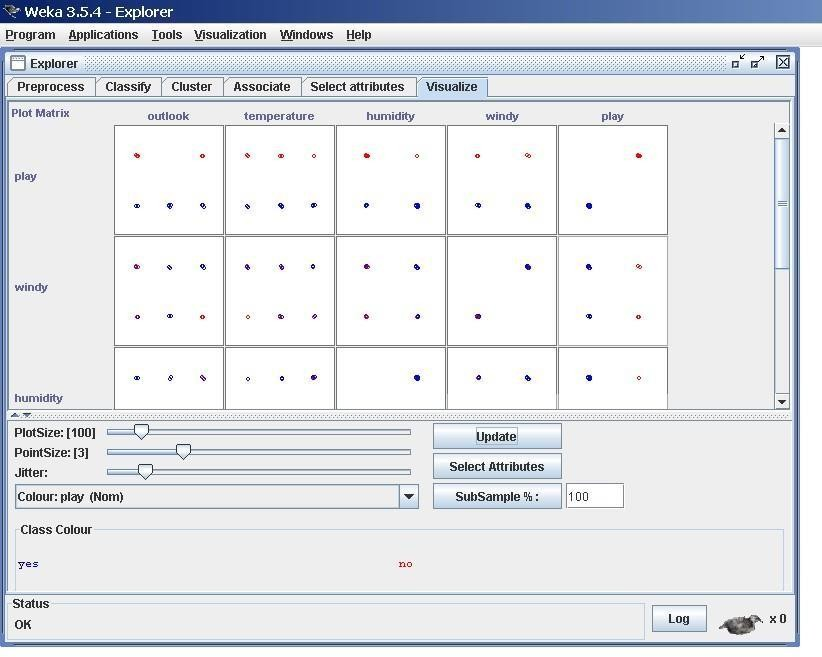 Weka 3.5.4 - Explorer
Program Applications Tools Visualization Windows Help
Explorer
Preprocess Classify Cluster Associate Select attributes Visualize
Plot Matrix outlook temperature humidity windy play
play
windy
humidity
PlotSize: [100]
PointSize: [3]
Jitter:
Update
Select Attributes
Colour: play (Nom)
SubSample % :
100
Class Colour
yes no
Status
OK
Log
x 0